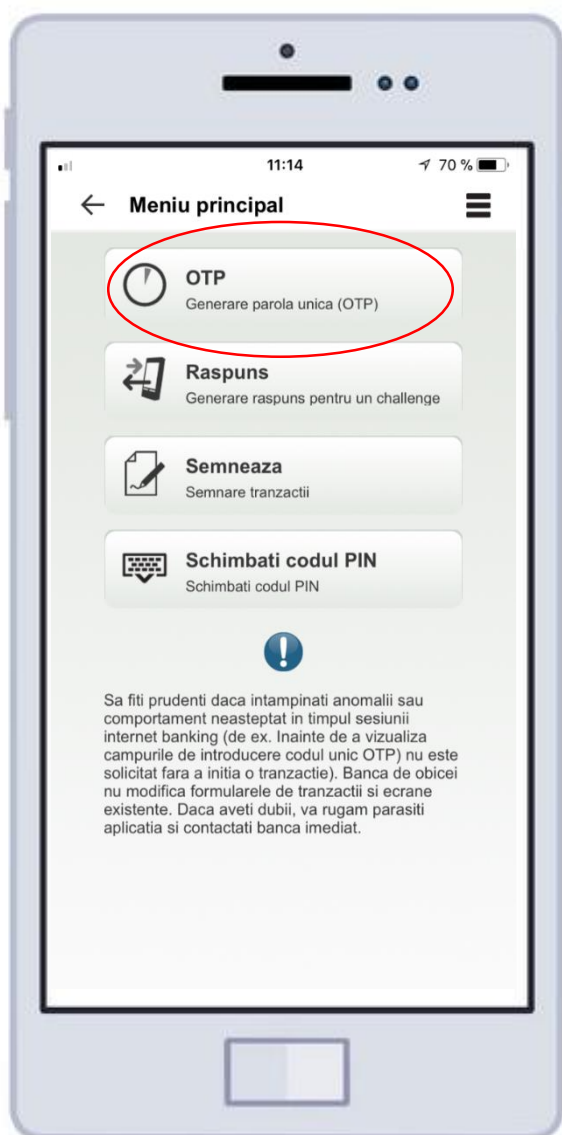 11:14
70 %
Meniu principal
OTP
Generare parola unica (OTP)
Raspuns
Generare raspuns pentru un challenge
Semneaza
Semnare tranzactii
Schimbati codul PIN
Schimbati codul PIN
Sa fiti prudenti daca intampinati anomalii sau
comportament neasteptat in timpul sesiunii
internet banking (de ex. Inainte de a vizualiza
campurile de introducere codul unic OTP) nu este
solicitat fara a initia o tranzactie). Banca de obicei
nu modifica formularele de tranzactii si ecrane
existente. Daca aveti dubii, va rugam parasiti
aplicatia si contactati banca imediat.